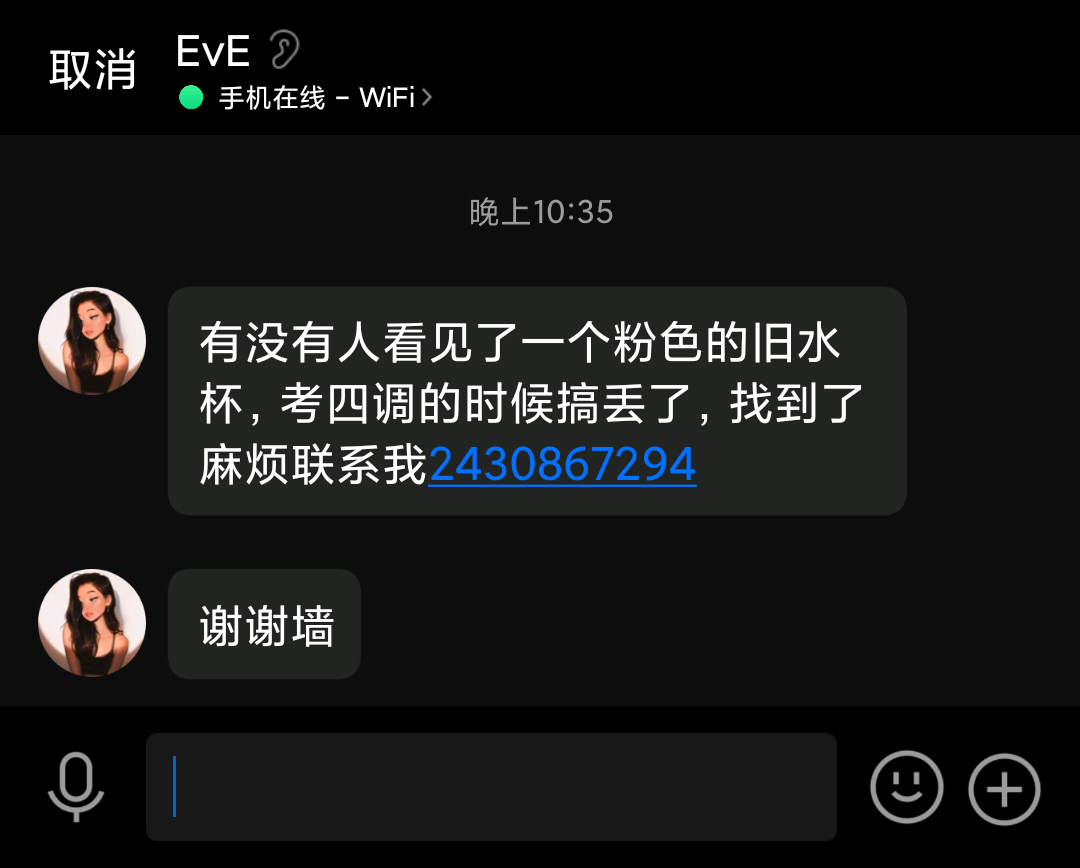 取消
EvE
手机在线 – WiFi
晚上10:35
有没有人看见了一个粉色的旧水
杯，考四调的时候搞丢了，找到了
麻烦联系我2430867294
谢谢墙